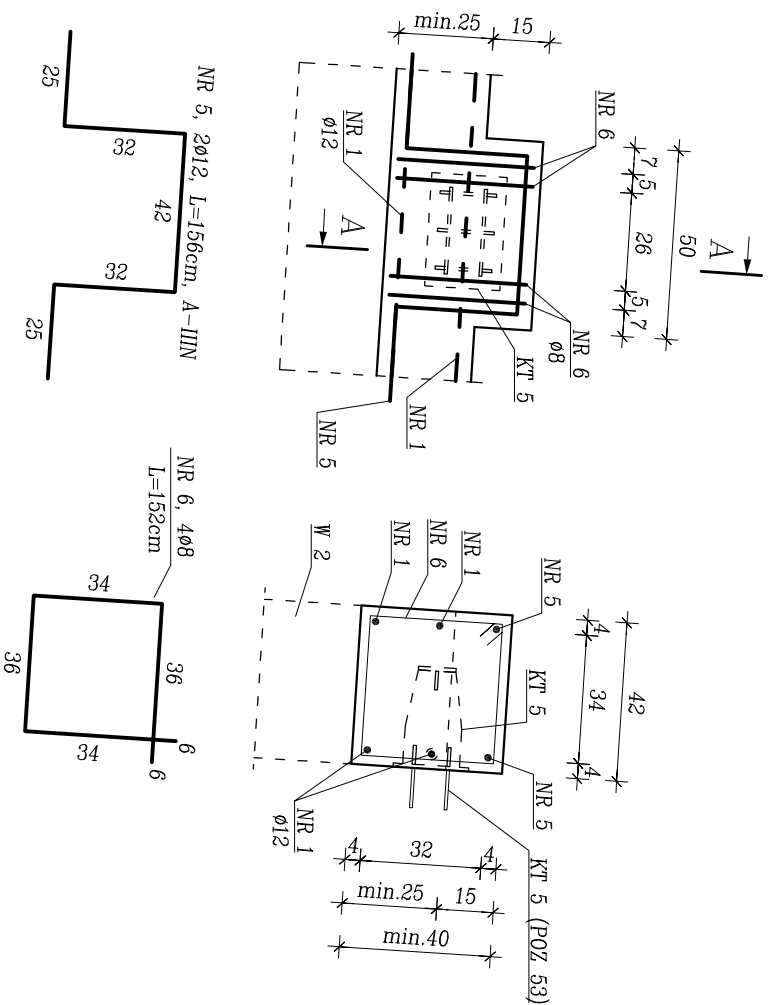 min.25
15
NR 6
7
5
26
5
7
50
A
A
NR 1
ø12
NR 6
ø8
KT 5
NR 1
NR 5
25
32
42
32
25
NR 5, 2ø12, L=156cm, A-IIIN
NR 5
NR 1
NR 6
NR 1
W 2
KT 5
4
34
4
42
NR 5
KT 5 (POZ 53)
NR 1
ø12
4
32
4
min.25
15
min.40
NR 6, 4ø8
L=152cm
34
36
36
34
6
6